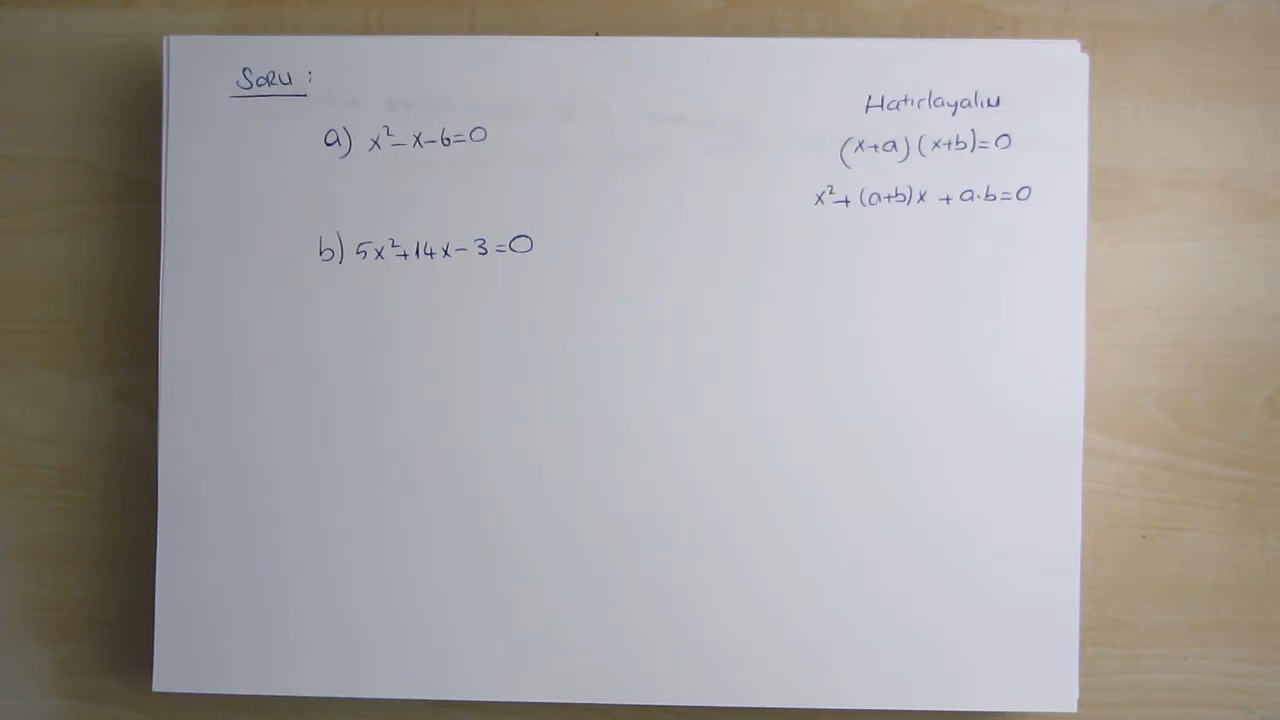 Soru :
a) x²-x-6=0
b) 5x²+14x-3=0
Hatırlayalım
(x+a)(x+b)=0
x²+(a+b)x + a·b=0